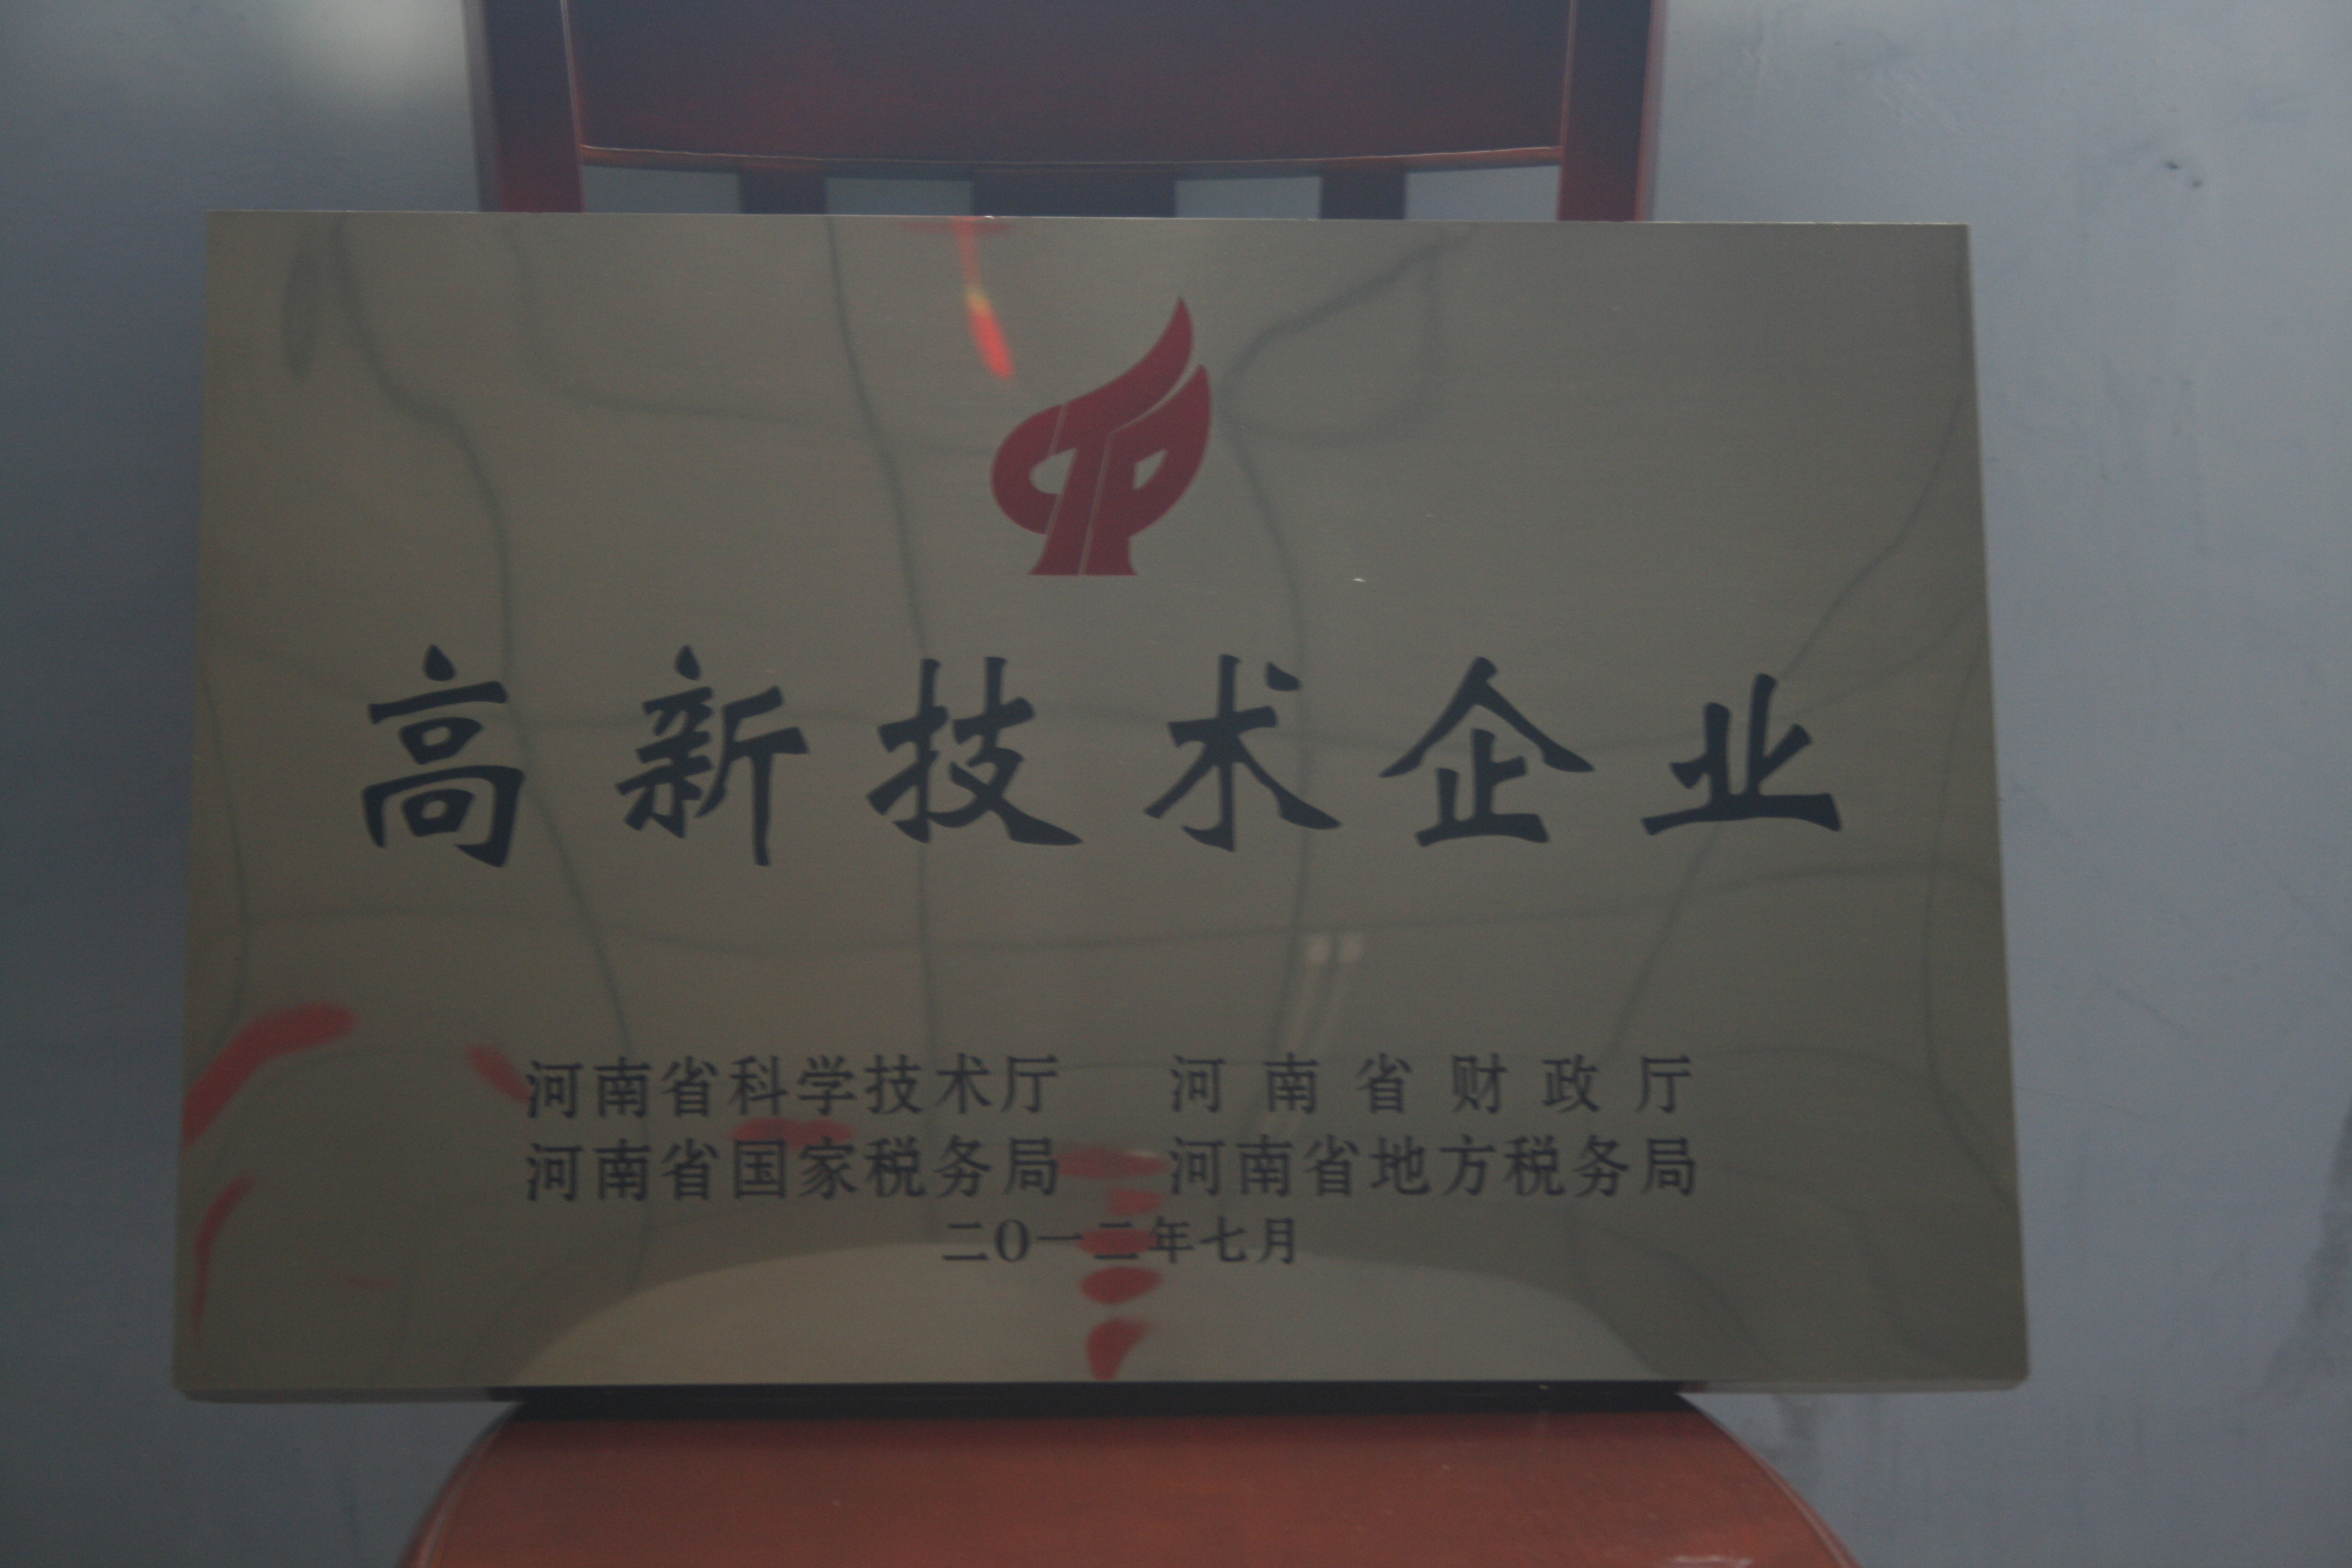 高新技术企业
河南省科学技术厅 河南省财政厅
河南省国家税务局 河南省地方税务局
二〇一二年七月